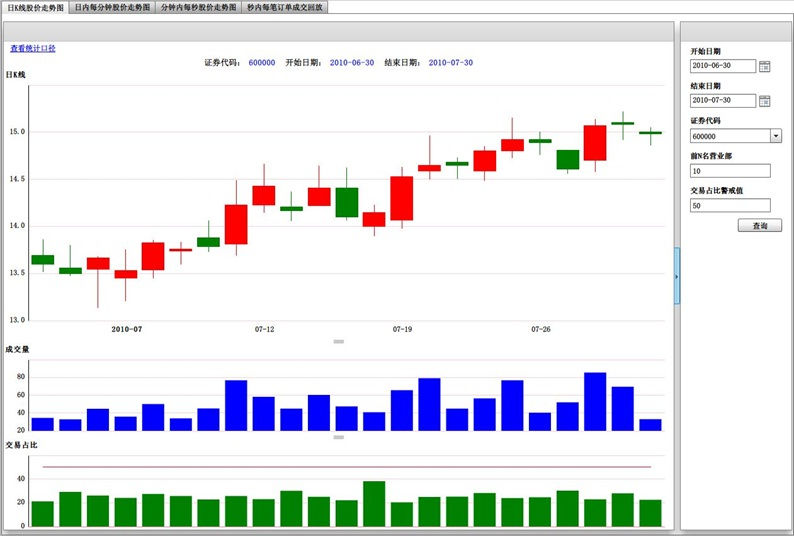 日K线股价走势图 日内每分钟股价走势图 分钟内每秒股价走势图 秒内每笔订单成交回放
查看统计口径
证券代码: 600000 开始日期: 2010-06-30 结束日期: 2010-07-30
日K线
15.0
14.5
14.0
13.5
13.0
2010-07 07-12 07-19 07-26
成交量
80
60
40
20
交易占比
40
20
0
开始日期
2010-06-30
结束日期
2010-07-30
证券代码
600000
前N名营业部
10
交易占比警戒值
50
查询